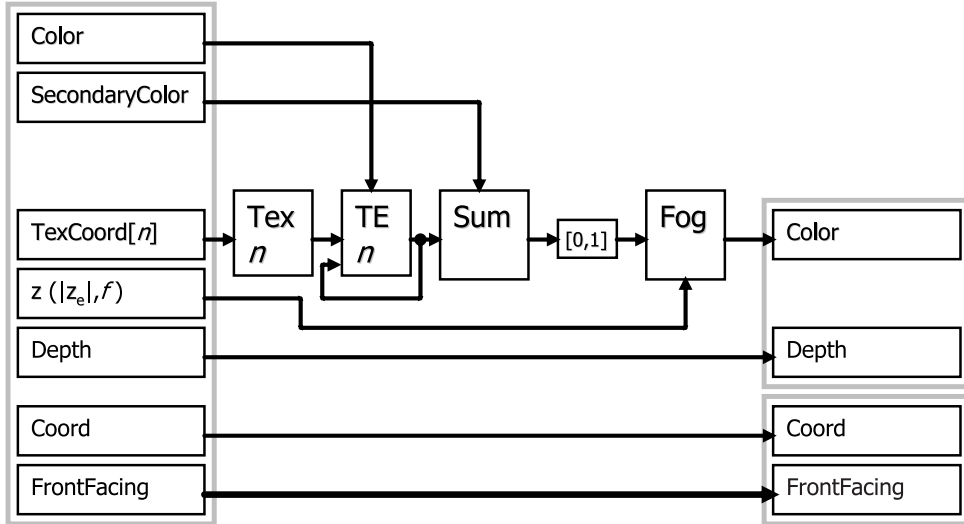 Color
SecondaryColor
TexCoord[n]
z (|zₑ|,f)
Depth
Coord
FrontFacing
Tex
n
TE
n
Sum
[0,1]
Fog
Color
Depth
Coord
FrontFacing